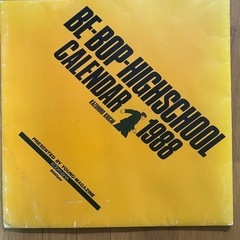 BE-BOP-HIGHSCHOOL
CALENDAR 1988
KAZUHIRO KIUCHI
PRESENTED BY YOUNG MAGAZINE